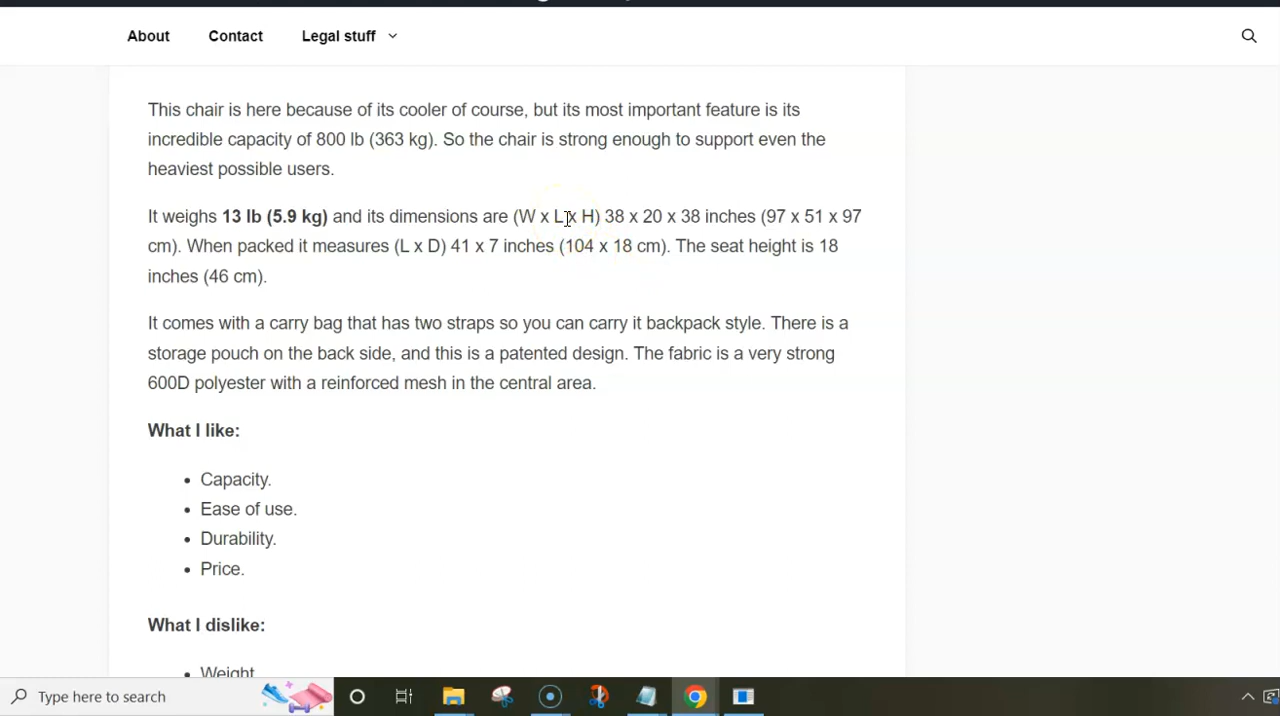 About Contact Legal stuff
This chair is here because of its cooler of course, but its most important feature is its
incredible capacity of 800 lb (363 kg). So the chair is strong enough to support even the
heaviest possible users.
It weighs 13 lb (5.9 kg) and its dimensions are (W x L x H) 38 x 20 x 38 inches (97 x 51 x 97
cm). When packed it measures (L x D) 41 x 7 inches (104 x 18 cm). The seat height is 18
inches (46 cm).
It comes with a carry bag that has two straps so you can carry it backpack style. There is a
storage pouch on the back side, and this is a patented design. The fabric is a very strong
600D polyester with a reinforced mesh in the central area.
What I like:
Capacity.
Ease of use.
Durability.
Price.
What I dislike:
Weight
Type here to search